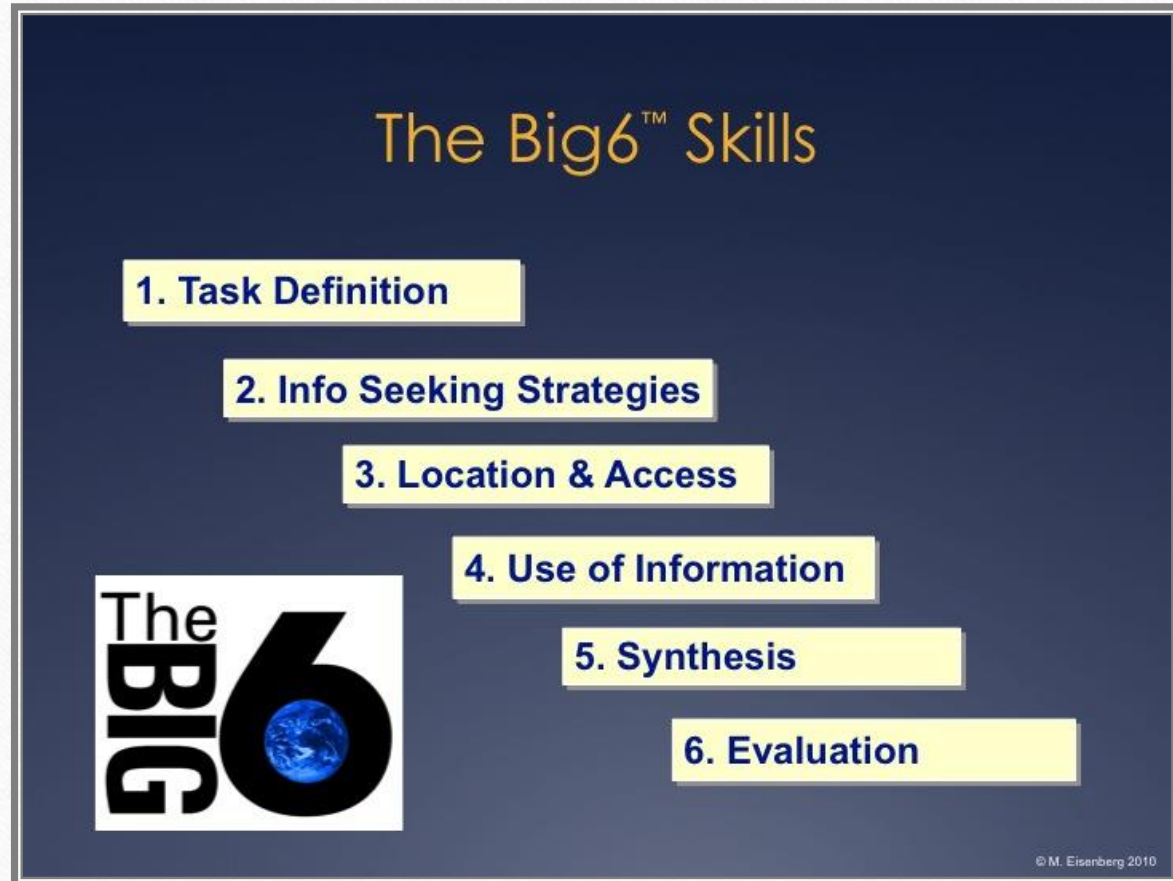 The Big6™ Skills
1. Task Definition
2. Info Seeking Strategies
3. Location & Access
4. Use of Information
5. Synthesis
6. Evaluation
The
BIG
6
© M. Eisenberg 2010